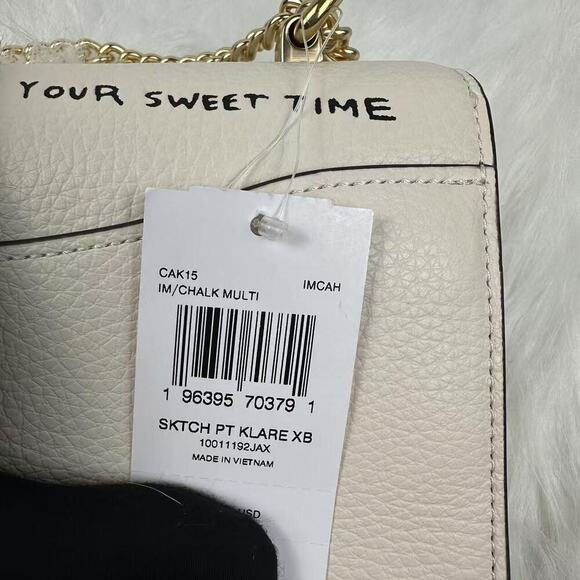 YOUR SWEET TIME
CAK15
IM/CHALK MULTI IMCAH
1 96395 70379 1
SKTCH PT KLARE XB
10011192JAX
MADE IN VIETNAM
USD